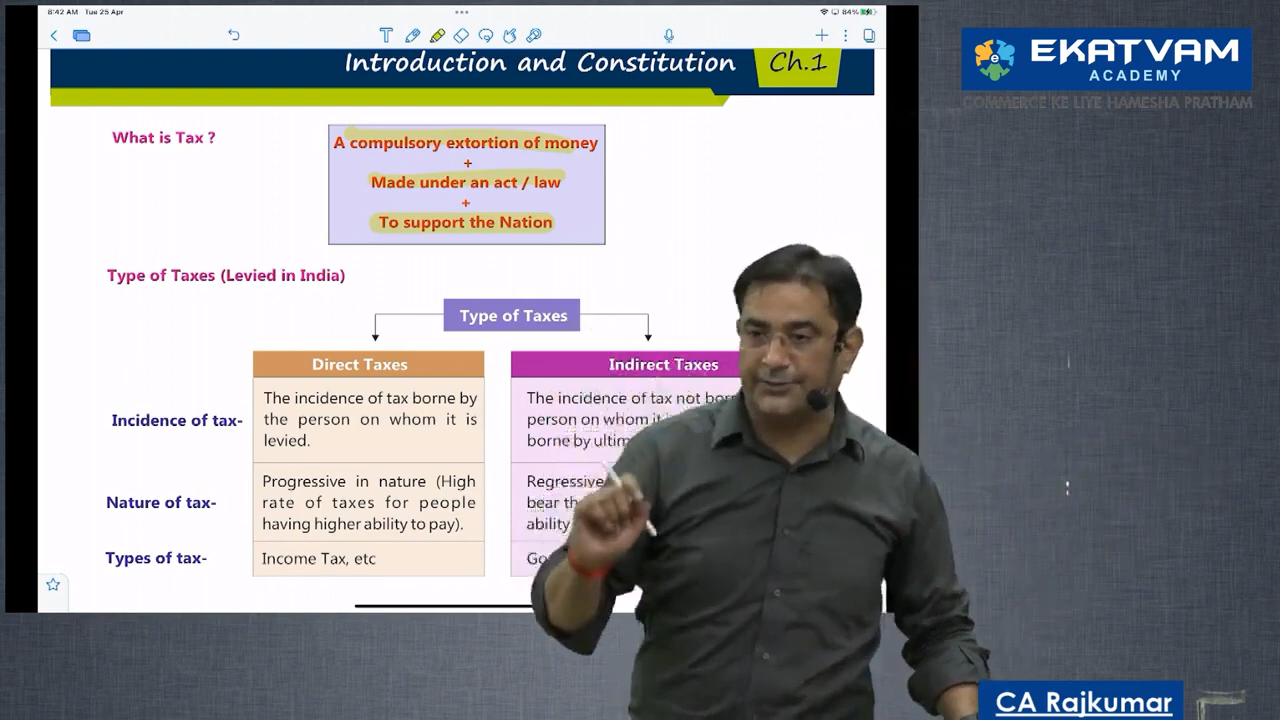 8:42 AM Tue 25 Apr
84%
Introduction and Constitution
Ch.1
EKATVAM
ACADEMY
COMMERCE KE LIYE HAMESHA PRATHAM
What is Tax ?
A compulsory extortion of money
+
Made under an act / law
+
To support the Nation
Type of Taxes (Levied in India)
Type of Taxes
Direct Taxes
Indirect Taxes
Incidence of tax-
The incidence of tax borne by
the person on whom it is
levied.
The incidence of tax not
person on whom
borne by
Nature of tax-
Progressive in nature (High
rate of taxes for people
having higher ability to pay).
Regressive
bear
ability
Types of tax-
Income Tax, etc
CA Rajkumar